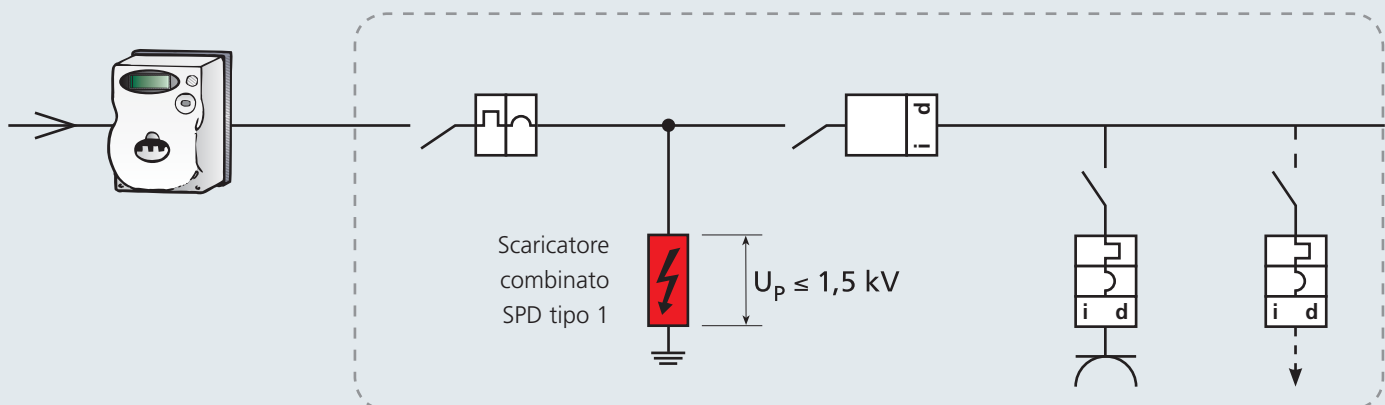 i d
Scaricatore
combinato
SPD tipo 1
U_P ≤ 1,5 kV
i d
i d